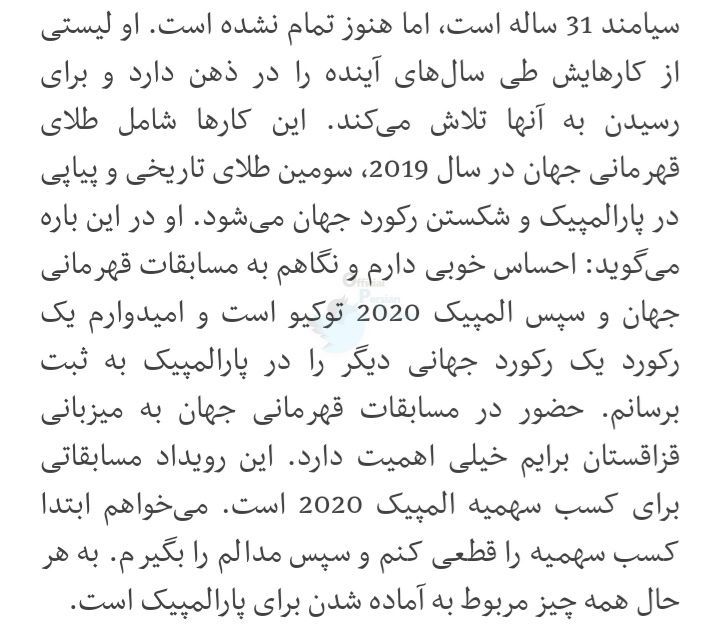 سیامند 31 ساله است، اما هنوز تمام نشده است. او لیستی
از کارهایش طی سال‌های آینده را در ذهن دارد و برای
رسیدن به آنها تلاش می‌کند. این کارها شامل طلای
قهرمانی جهان در سال 2019، سومین طلای تاریخی و پیاپی
در پارالمپیک و شکستن رکورد جهان می‌شود. او در این باره
می‌گوید: احساس خوبی دارم و نگاهم به مسابقات قهرمانی
جهان و سپس المپیک 2020 توکیو است و امیدوارم یک
رکورد یک رکورد جهانی دیگر را در پارالمپیک به ثبت
برسانم. حضور در مسابقات قهرمانی جهان به میزبانی
قزاقستان برایم خیلی اهمیت دارد. این رویداد مسابقاتی
برای کسب سهمیه المپیک 2020 است. می‌خواهم ابتدا
کسب سهمیه را قطعی کنم و سپس مدالم را بگیرم. به هر
حال همه چیز مربوط به آماده شدن برای پارالمپیک است.
Official
Persian